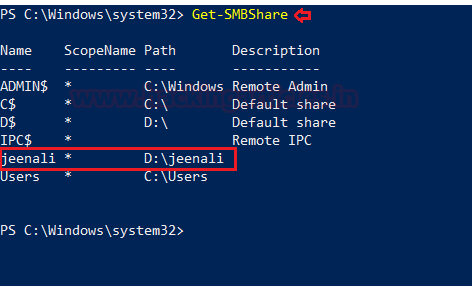 PS C:\Windows\system32> Get-SMBShare
Name ScopeName Path Description
---- --------- ---- -----------
ADMIN$ * C:\Windows Remote Admin
C$ * C:\ Default share
D$ * D:\ Default share
IPC$ * Remote IPC
jeenali * D:\jeenali
Users * C:\Users
PS C:\Windows\system32>